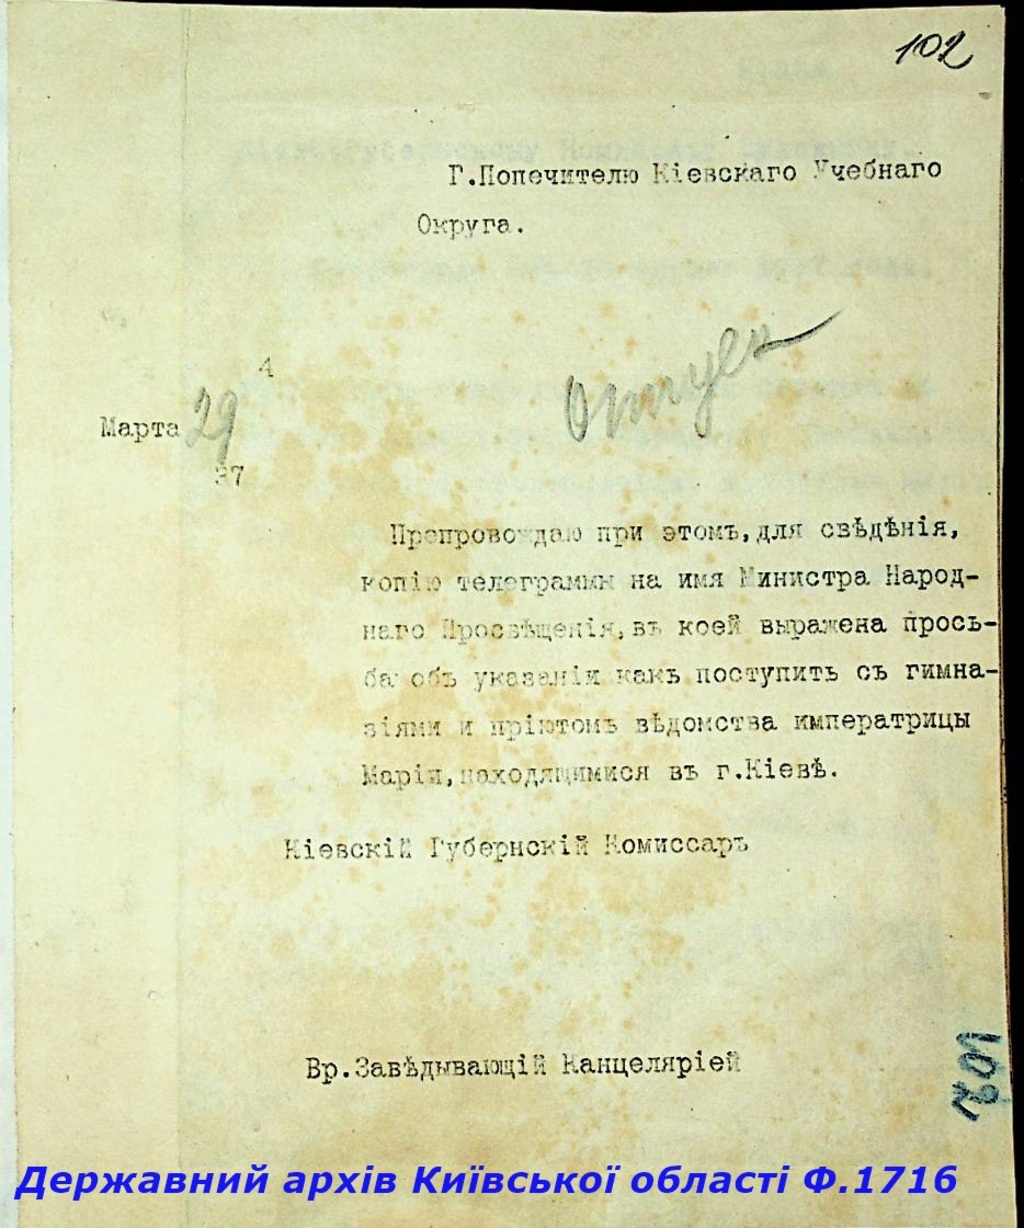 102
Г.Попечителю Кіевскаго Учебнаго
Округа.
отпуск
4
Марта 29
37
Препровождаю при этомъ, для свѣдѣнія,
копію телеграммы на имя Министра Народ-
наго Просвѣщенія, въ коей выражена прось-
ба объ указаніи какъ поступить съ гимна-
зіями и пріютомъ вѣдомства императрицы
Маріи, находящимися въ г.Кіевѣ.
Кіевскій Губернскій Комиссаръ
Вр.Завѣдывающій Канцеляріей
102
Державний архів Київської області Ф.1716